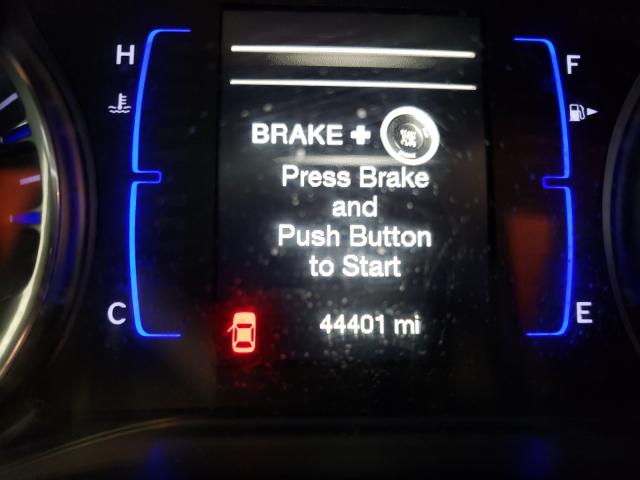 H
F
BRAKE +
Press Brake
and
Push Button
to Start
C
44401 mi
E